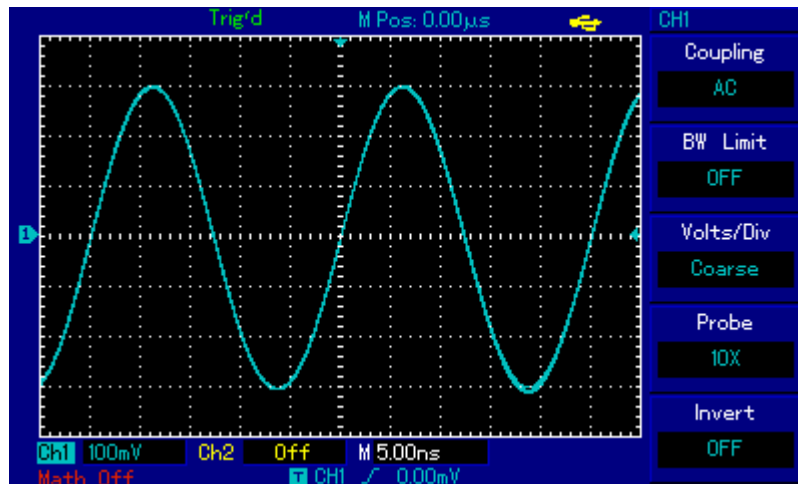 Trig'd M Pos: 0.00μs CH1
Coupling
AC
BW Limit
OFF
Volts/Div
Coarse
Probe
10X
Invert
OFF
1
Ch1 100mV Ch2 Off M 5.00ns
Math Off T CH1 0.00mV